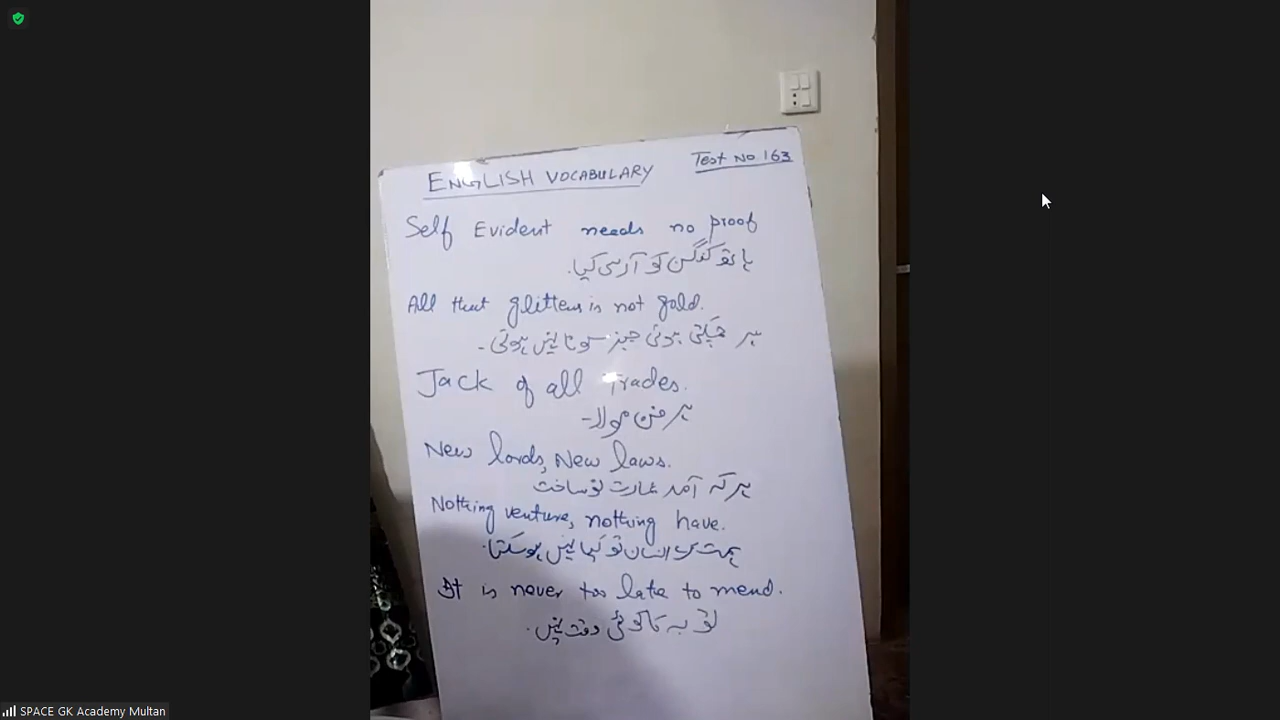 ENGLISH VOCABULARY Test No. 163
Self Evident needs no proof
ہاتھ کنگن کو آرسی کیا.
All that glitters is not gold.
ہر چمکتی ہوئی چیز سونا نہیں ہوتی-
Jack of all Trades.
ہر فن مولا-
New lords, New laws.
ہر کہ آمد عمارت نو ساخت
Nothing venture, nothing have.
ہمت کرے انسان تو کیا نہیں ہو سکتا.
It is never too late to mend.
توبہ کا کوئی وقت نہیں.
SPACE GK Academy Multan